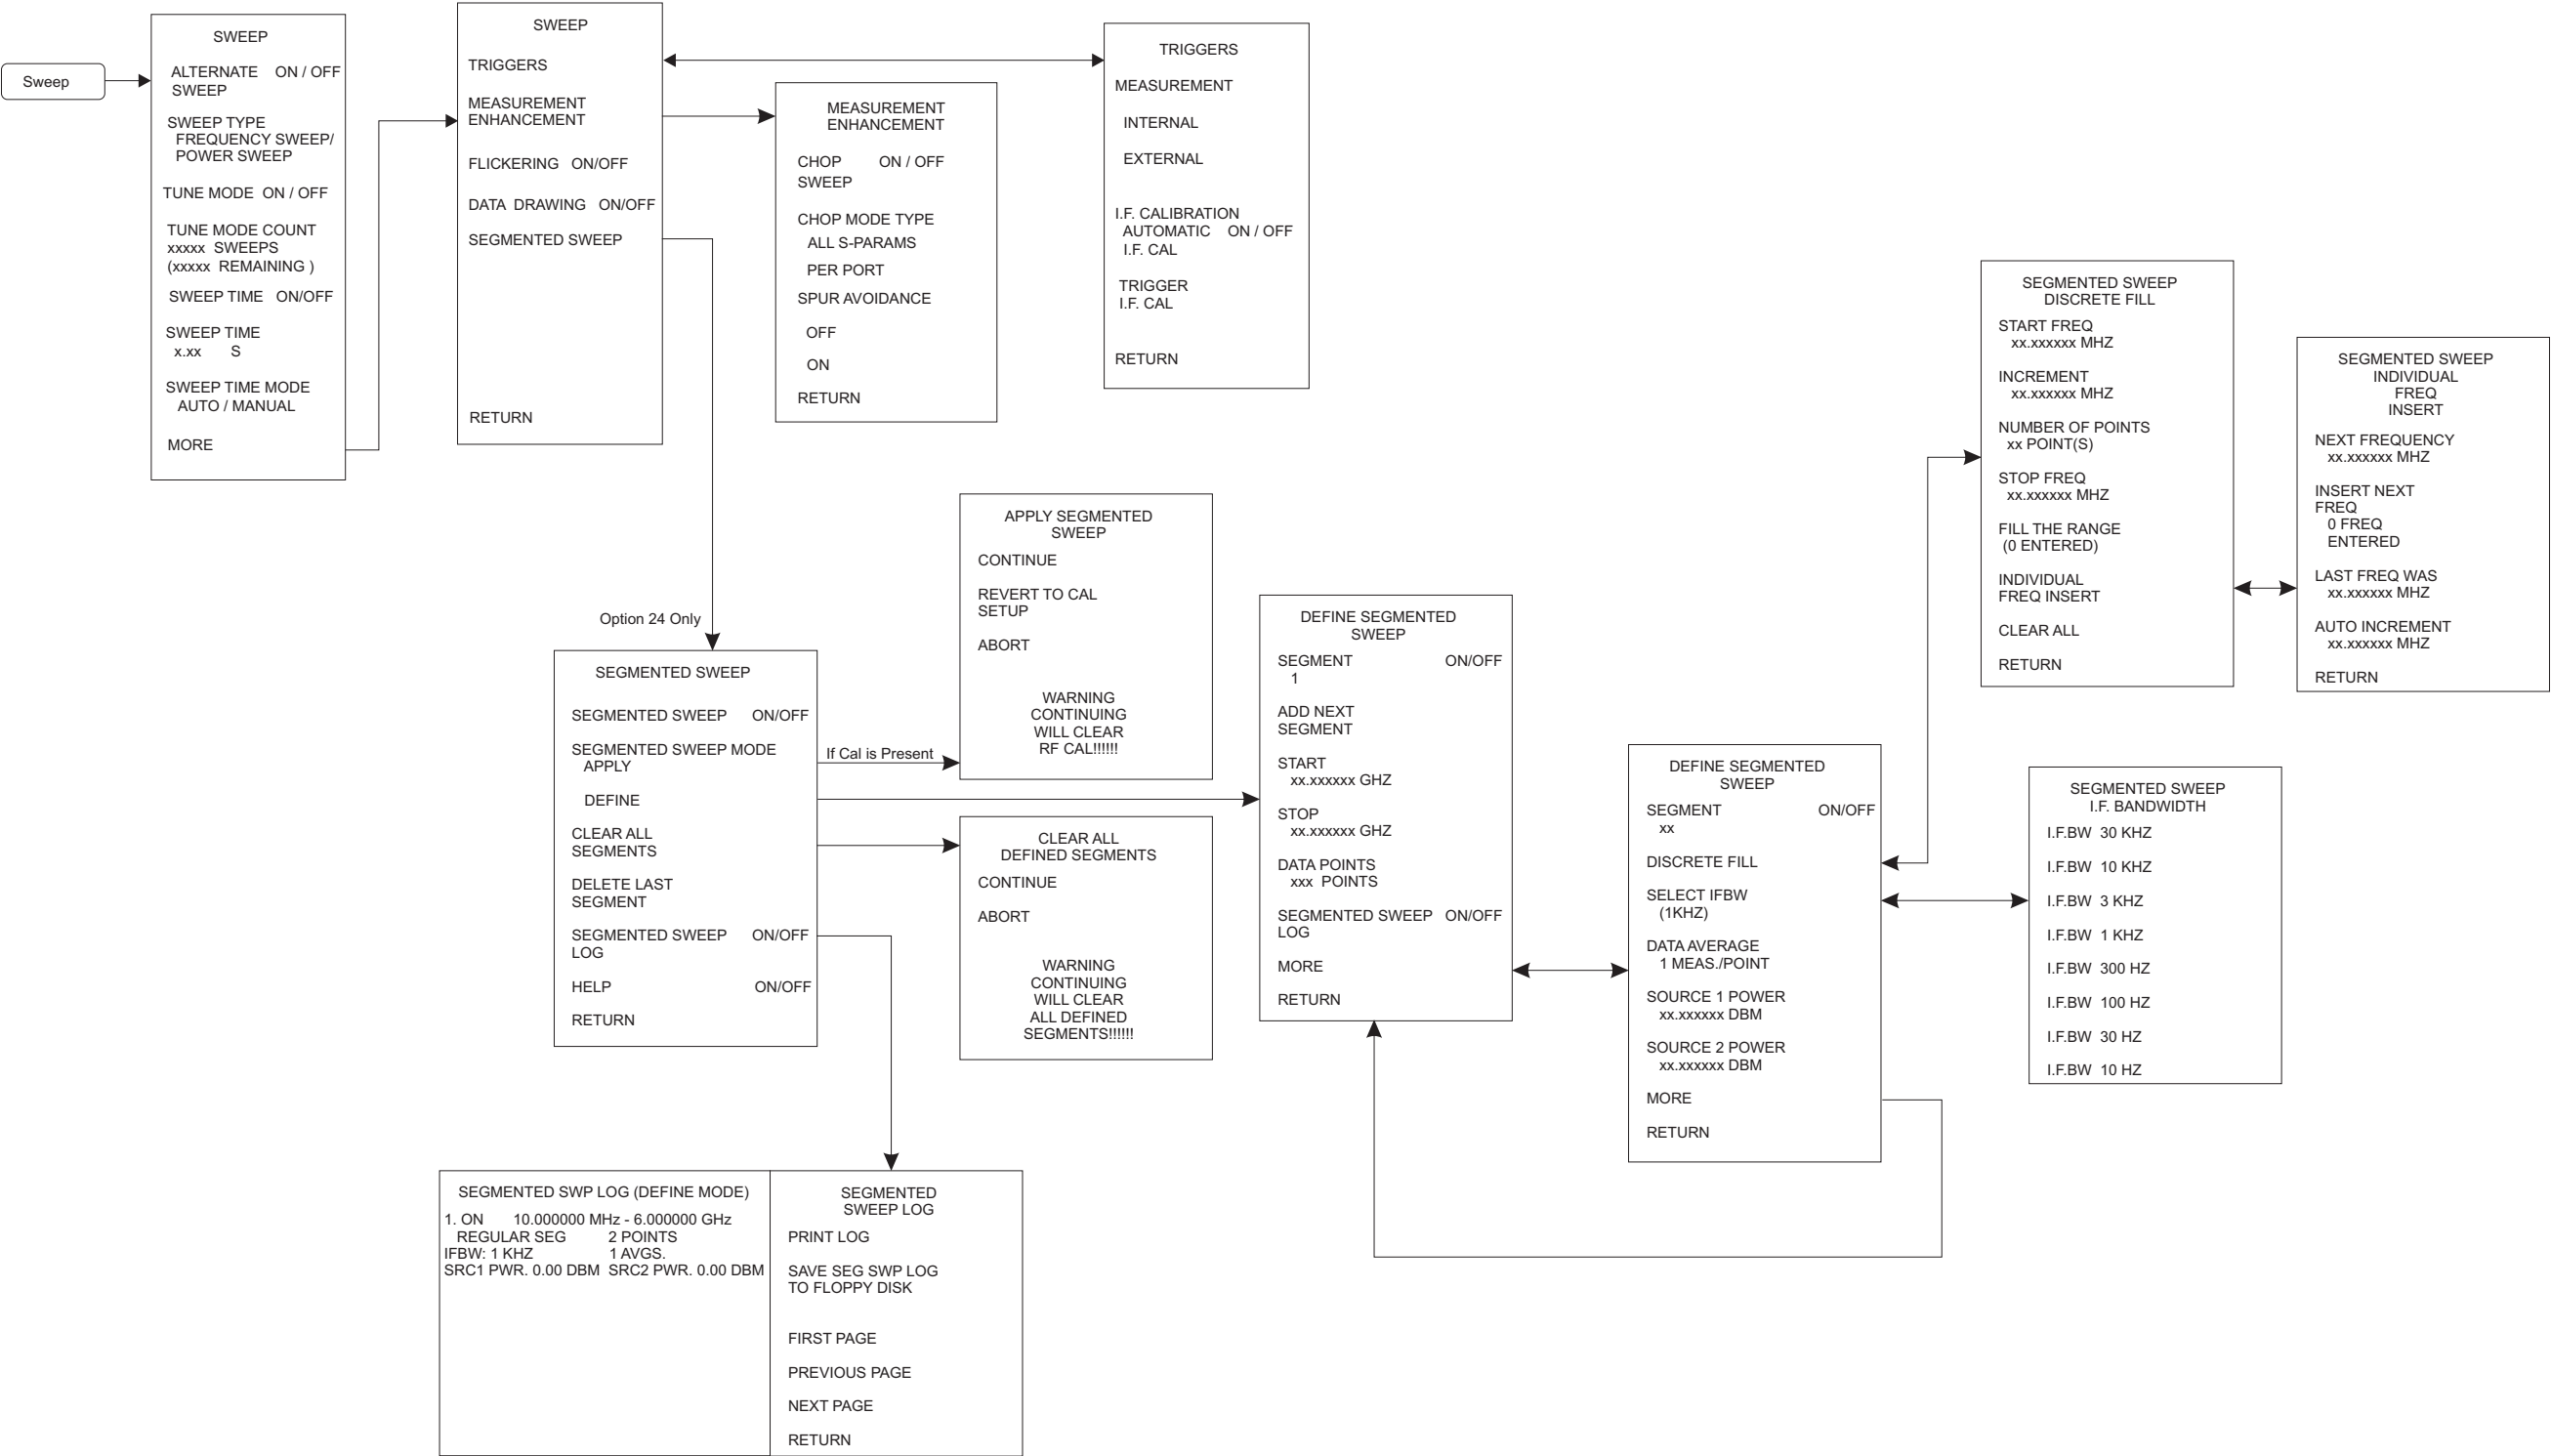 Sweep
SWEEP
ALTERNATE ON / OFF
SWEEP
SWEEP TYPE
FREQUENCY SWEEP/
POWER SWEEP
TUNE MODE ON / OFF
TUNE MODE COUNT
xxxxx SWEEPS
(xxxxx REMAINING )
SWEEP TIME ON/OFF
SWEEP TIME
x.xx S
SWEEP TIME MODE
AUTO / MANUAL
MORE
SWEEP
TRIGGERS
MEASUREMENT
ENHANCEMENT
FLICKERING ON/OFF
DATA DRAWING ON/OFF
SEGMENTED SWEEP
RETURN
MEASUREMENT
ENHANCEMENT
CHOP ON / OFF
SWEEP
CHOP MODE TYPE
ALL S-PARAMS
PER PORT
SPUR AVOIDANCE
OFF
ON
RETURN
TRIGGERS
MEASUREMENT
INTERNAL
EXTERNAL
I.F. CALIBRATION
AUTOMATIC ON / OFF
I.F. CAL
TRIGGER
I.F. CAL
RETURN
Option 24 Only
SEGMENTED SWEEP
SEGMENTED SWEEP ON/OFF
SEGMENTED SWEEP MODE
APPLY
DEFINE
CLEAR ALL
SEGMENTS
DELETE LAST
SEGMENT
SEGMENTED SWEEP ON/OFF
LOG
HELP ON/OFF
RETURN
If Cal is Present
APPLY SEGMENTED
SWEEP
CONTINUE
REVERT TO CAL
SETUP
ABORT
WARNING
CONTINUING
WILL CLEAR
RF CAL!!!!!!
CLEAR ALL
DEFINED SEGMENTS
CONTINUE
ABORT
WARNING
CONTINUING
WILL CLEAR
ALL DEFINED
SEGMENTS!!!!!!
DEFINE SEGMENTED
SWEEP
SEGMENT ON/OFF
1
ADD NEXT
SEGMENT
START
xx.xxxxxx GHZ
STOP
xx.xxxxxx GHZ
DATA POINTS
xxx POINTS
SEGMENTED SWEEP ON/OFF
LOG
MORE
RETURN
DEFINE SEGMENTED
SWEEP
SEGMENT ON/OFF
xx
DISCRETE FILL
SELECT IFBW
(1KHZ)
DATA AVERAGE
1 MEAS./POINT
SOURCE 1 POWER
xx.xxxxxx DBM
SOURCE 2 POWER
xx.xxxxxx DBM
MORE
RETURN
SEGMENTED SWEEP
DISCRETE FILL
START FREQ
xx.xxxxxx MHZ
INCREMENT
xx.xxxxxx MHZ
NUMBER OF POINTS
xx POINT(S)
STOP FREQ
xx.xxxxxx MHZ
FILL THE RANGE
(0 ENTERED)
INDIVIDUAL
FREQ INSERT
CLEAR ALL
RETURN
SEGMENTED SWEEP
INDIVIDUAL
FREQ
INSERT
NEXT FREQUENCY
xx.xxxxxx MHZ
INSERT NEXT
FREQ
0 FREQ
ENTERED
LAST FREQ WAS
xx.xxxxxx MHZ
AUTO INCREMENT
xx.xxxxxx MHZ
RETURN
SEGMENTED SWEEP
I.F. BANDWIDTH
I.F.BW 30 KHZ
I.F.BW 10 KHZ
I.F.BW 3 KHZ
I.F.BW 1 KHZ
I.F.BW 300 HZ
I.F.BW 100 HZ
I.F.BW 30 HZ
I.F.BW 10 HZ
SEGMENTED SWP LOG (DEFINE MODE)
1. ON 10.000000 MHz - 6.000000 GHz
REGULAR SEG 2 POINTS
IFBW: 1 KHZ 1 AVGS.
SRC1 PWR. 0.00 DBM SRC2 PWR. 0.00 DBM
SEGMENTED
SWEEP LOG
PRINT LOG
SAVE SEG SWP LOG
TO FLOPPY DISK
FIRST PAGE
PREVIOUS PAGE
NEXT PAGE
RETURN